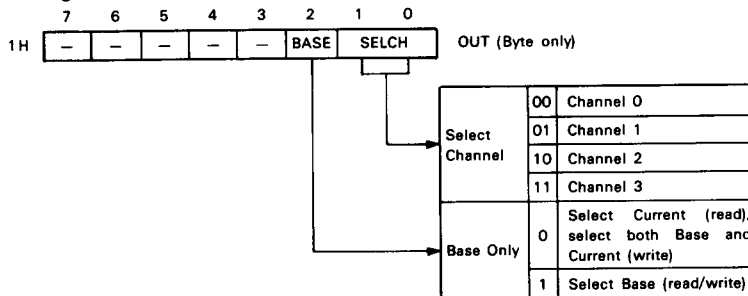 7 6 5 4 3 2 1 0
1H – – – – – BASE SELCH OUT (Byte only)
Select Channel
00 Channel 0
01 Channel 1
10 Channel 2
11 Channel 3
Base Only
0 Select Current (read),
select both Base and
Current (write)
1 Select Base (read/write)